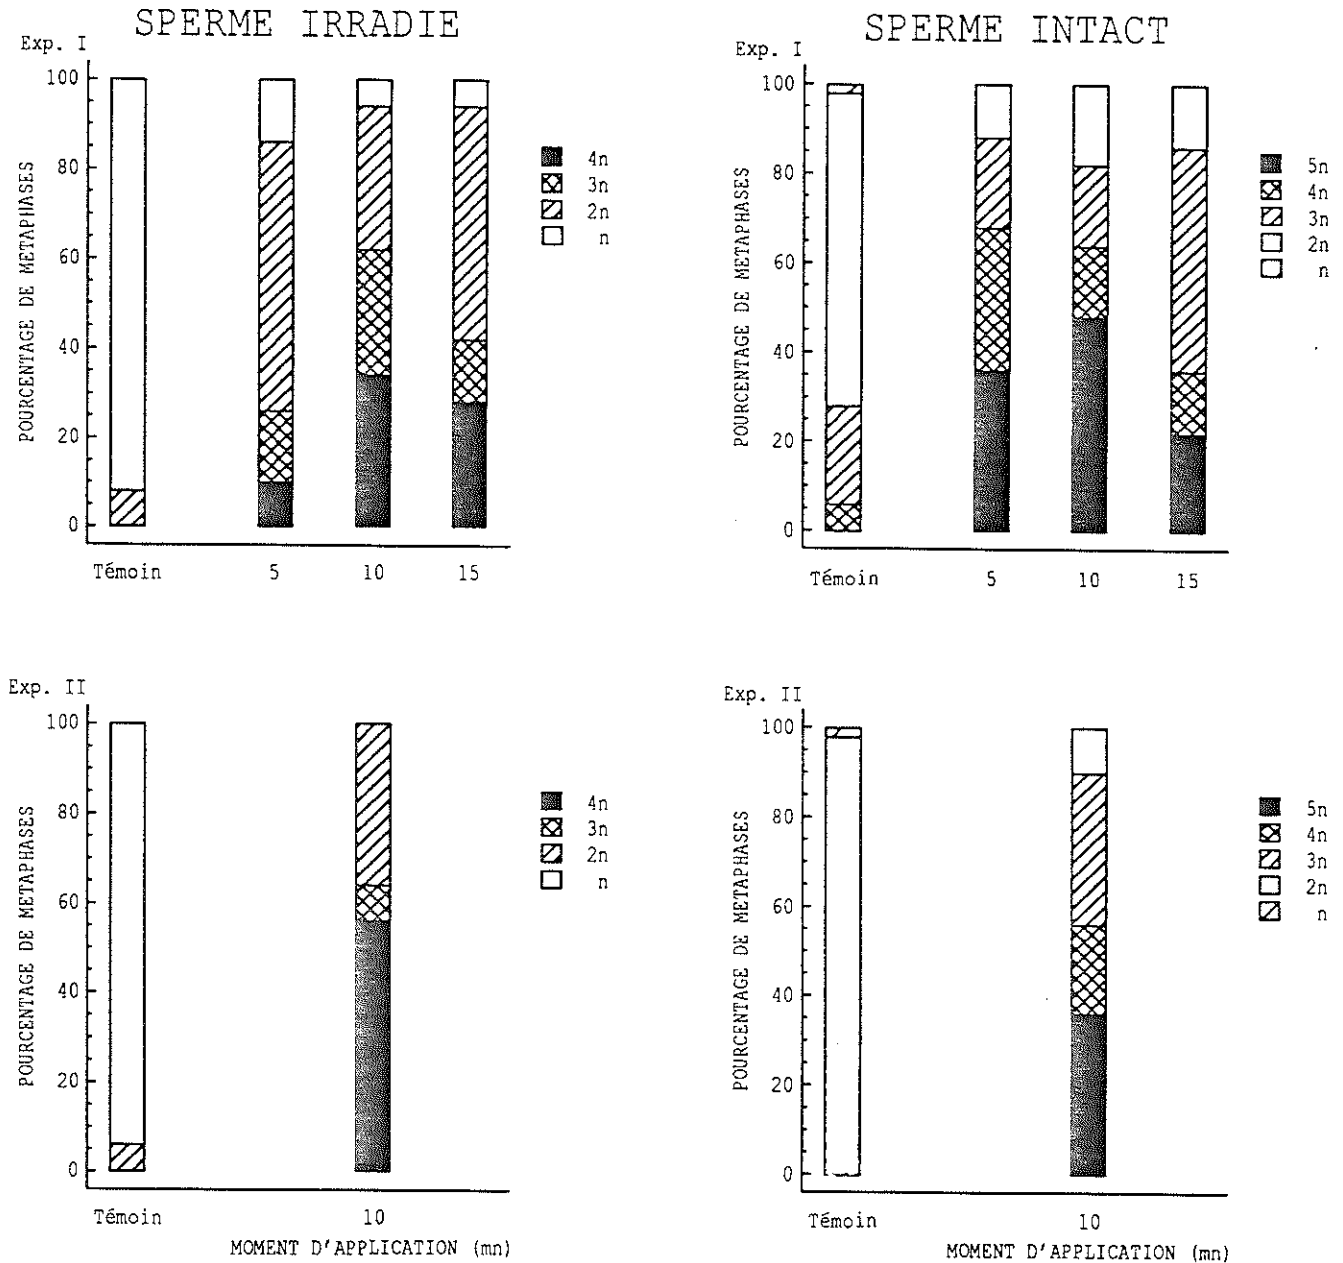 SPERME IRRADIE
Exp. I
POURCENTAGE DE METAPHASES
100
80
60
40
20
0
Témoin 5 10 15
4n
3n
2n
n
SPERME INTACT
Exp. I
POURCENTAGE DE METAPHASES
100
80
60
40
20
0
Témoin 5 10 15
5n
4n
3n
2n
n
Exp. II
POURCENTAGE DE METAPHASES
100
80
60
40
20
0
Témoin 10
MOMENT D'APPLICATION (mn)
4n
3n
2n
n
Exp. II
POURCENTAGE DE METAPHASES
100
80
60
40
20
0
Témoin 10
MOMENT D'APPLICATION (mn)
5n
4n
3n
2n
n